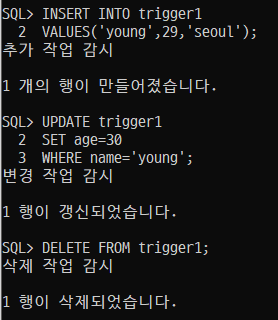 SQL> INSERT INTO trigger1
  2  VALUES('young',29,'seoul');
추가 작업 감시
1 개의 행이 만들어졌습니다.
SQL> UPDATE trigger1
  2  SET age=30
  3  WHERE name='young';
변경 작업 감시
1 행이 갱신되었습니다.
SQL> DELETE FROM trigger1;
삭제 작업 감시
1 행이 삭제되었습니다.